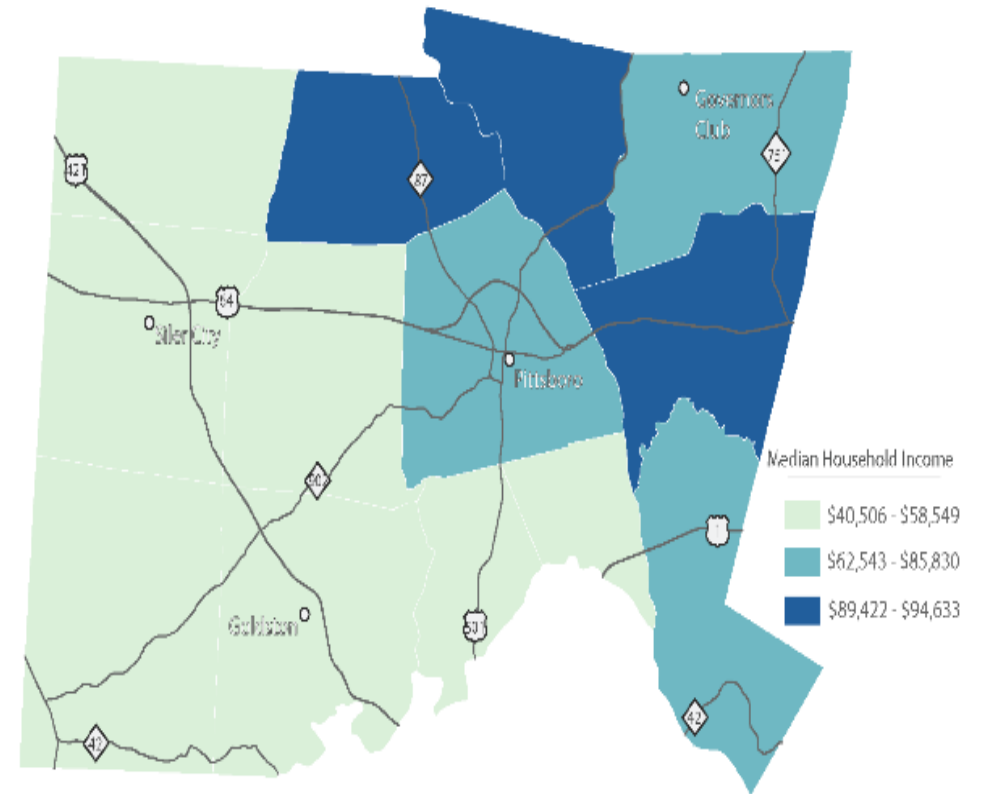 Governors
Club
751
421
87
64
Siler City
Pittsboro
Median Household Income
$40,506 - $58,549
902
$62,543 - $85,830
1
$89,422 - $94,633
Goldston
501
42
42